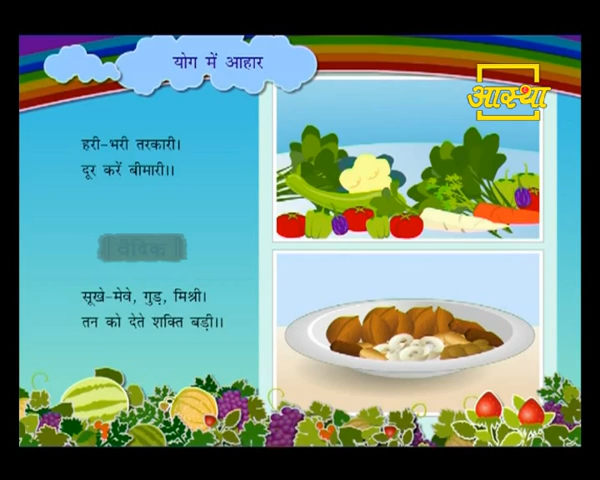 योग में आहार
आस्था
हरी-भरी तरकारी।
दूर करें बीमारी।।
वैदिक
सूखे-मेवे, गुड़, मिश्री।
तन को देते शक्ति बड़ी।।